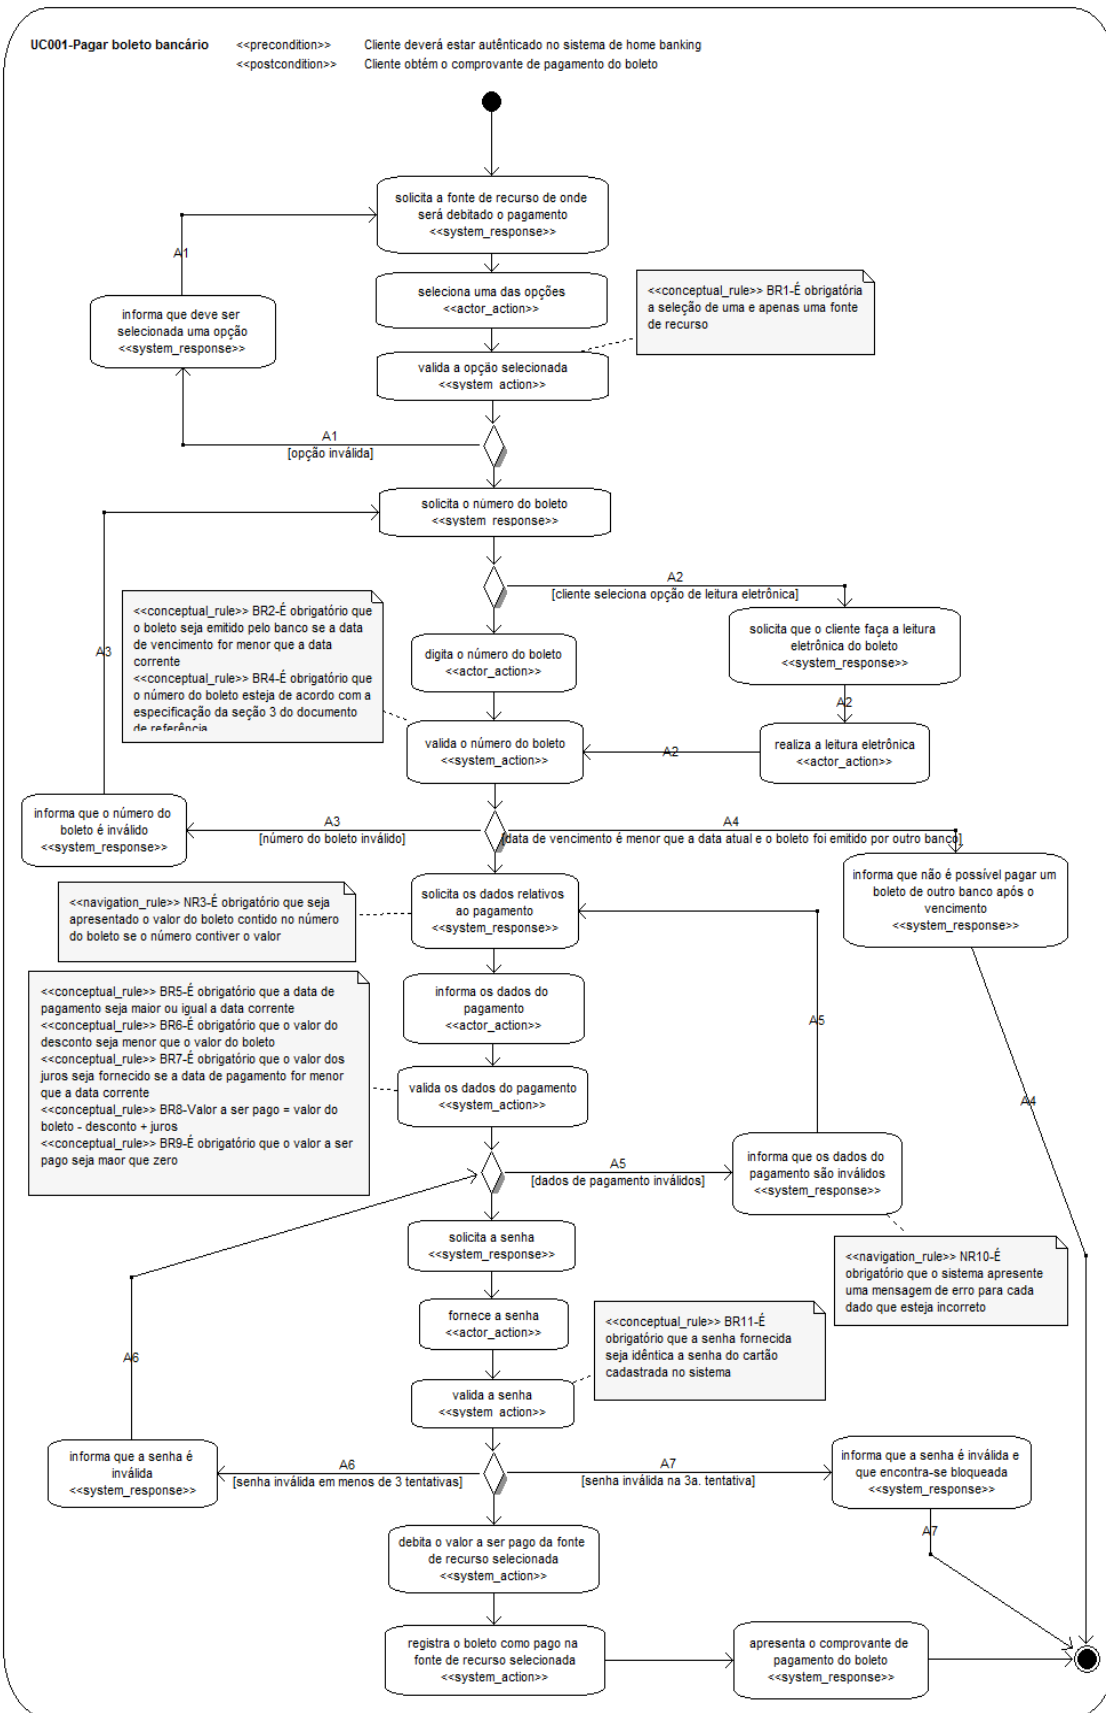 UC001-Pagar boleto bancário <<precondition>> Cliente deverá estar autênticado no sistema de home banking
<<postcondition>> Cliente obtém o comprovante de pagamento do boleto
solicita a fonte de recurso de onde
será debitado o pagamento
<<system_response>>
A1
seleciona uma das opções
<<actor_action>>
<<conceptual_rule>> BR1-É obrigatória
a seleção de uma e apenas uma fonte
de recurso
informa que deve ser
selecionada uma opção
<<system_response>>
valida a opção selecionada
<<system_action>>
A1
[opção inválida]
solicita o número do boleto
<<system_response>>
A2
[cliente seleciona opção de leitura eletrônica]
<<conceptual_rule>> BR2-É obrigatório que
o boleto seja emitido pelo banco se a data
de vencimento for menor que a data
corrente
<<conceptual_rule>> BR4-É obrigatório que
o número do boleto esteja de acordo com a
especificação da seção 3 do documento
de referência
A3
digita o número do boleto
<<actor_action>>
solicita que o cliente faça a leitura
eletrônica do boleto
<<system_response>>
A2
valida o número do boleto
<<system_action>>
A2
realiza a leitura eletrônica
<<actor_action>>
informa que o número do
boleto é inválido
<<system_response>>
A3
[número do boleto inválido]
A4
[data de vencimento é menor que a data atual e o boleto foi emitido por outro banco]
informa que não é possível pagar um
boleto de outro banco após o
vencimento
<<system_response>>
<<navigation_rule>> NR3-É obrigatório que seja
apresentado o valor do boleto contido no número
do boleto se o número contiver o valor
solicita os dados relativos
ao pagamento
<<system_response>>
<<conceptual_rule>> BR5-É obrigatório que a data de
pagamento seja maior ou igual a data corrente
<<conceptual_rule>> BR6-É obrigatório que o valor do
desconto seja menor que o valor do boleto
<<conceptual_rule>> BR7-É obrigatório que o valor dos
juros seja fornecido se a data de pagamento for menor
que a data corrente
<<conceptual_rule>> BR8-Valor a ser pago = valor do
boleto - desconto + juros
<<conceptual_rule>> BR9-É obrigatório que o valor a ser
pago seja maor que zero
informa os dados do
pagamento
<<actor_action>>
A5
valida os dados do pagamento
<<system_action>>
A4
A5
[dados de pagamento inválidos]
informa que os dados do
pagamento são inválidos
<<system_response>>
solicita a senha
<<system_response>>
<<navigation_rule>> NR10-É
obrigatório que o sistema apresente
uma mensagem de erro para cada
dado que esteja incorreto
fornece a senha
<<actor_action>>
<<conceptual_rule>> BR11-É
obrigatório que a senha fornecida
seja idêntica a senha do cartão
cadastrada no sistema
A6
valida a senha
<<system_action>>
informa que a senha é
inválida
<<system_response>>
A6
[senha inválida em menos de 3 tentativas]
A7
[senha inválida na 3a. tentativa]
informa que a senha é inválida e
que encontra-se bloqueada
<<system_response>>
A7
debita o valor a ser pago da fonte
de recurso selecionada
<<system_action>>
registra o boleto como pago na
fonte de recurso selecionada
<<system_action>>
apresenta o comprovante de
pagamento do boleto
<<system_response>>